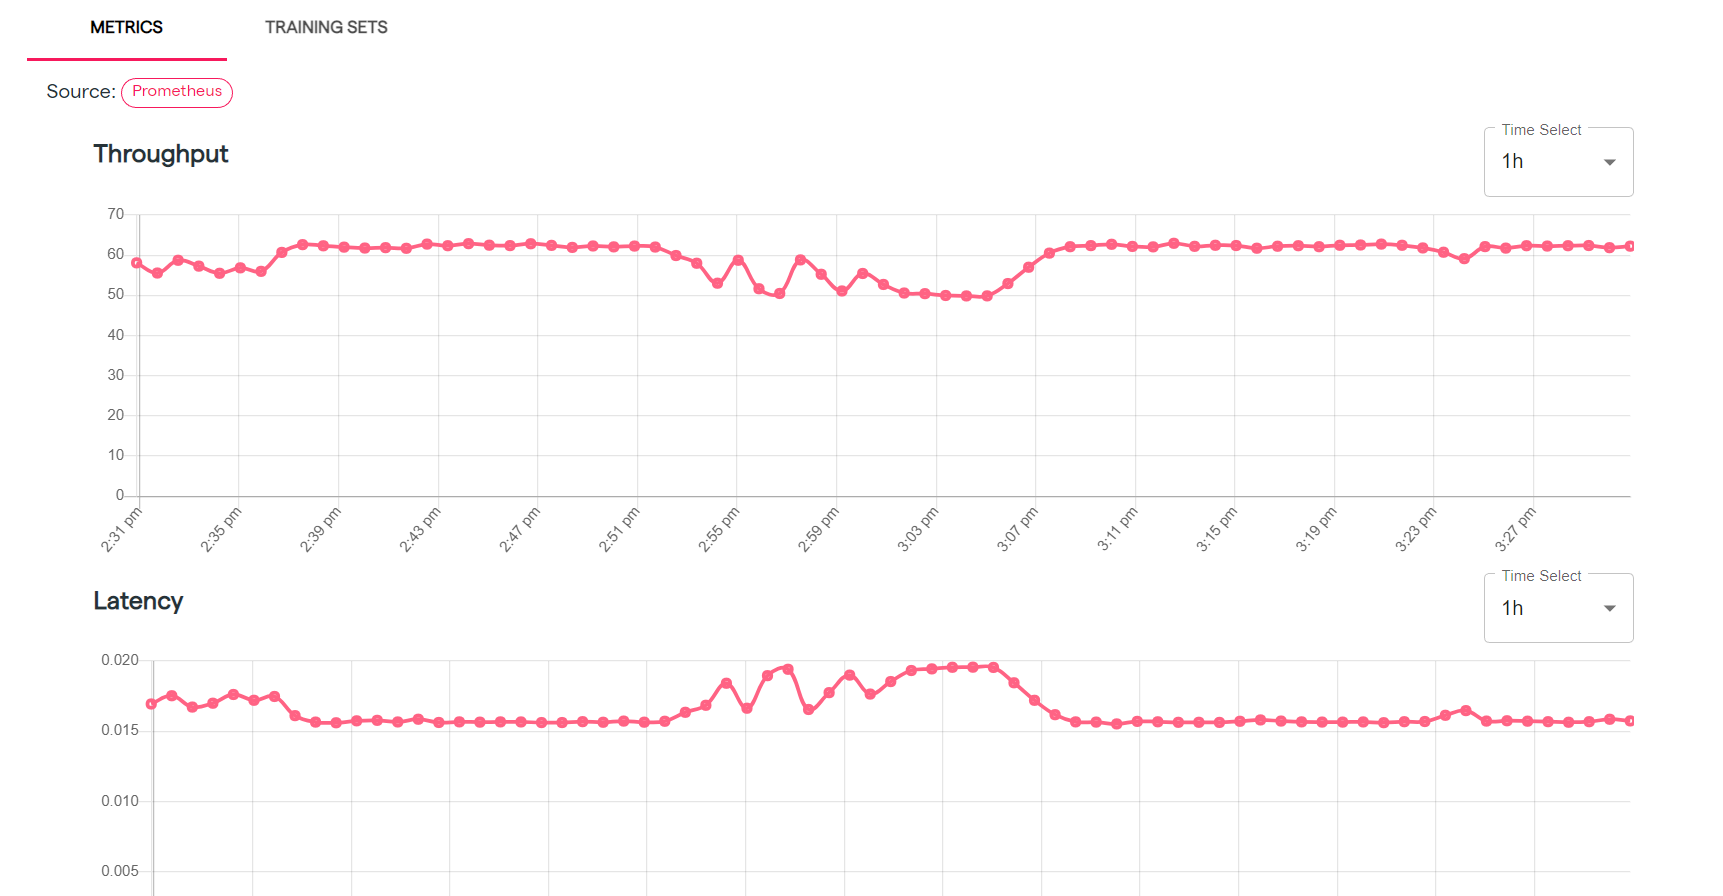 METRICS TRAINING SETS
Source: Prometheus
Throughput
Time Select
1h
70
60
50
40
30
20
10
0
2:31 pm 2:35 pm 2:39 pm 2:43 pm 2:47 pm 2:51 pm 2:55 pm 2:59 pm 3:03 pm 3:07 pm 3:11 pm 3:15 pm 3:19 pm 3:23 pm 3:27 pm
Latency
Time Select
1h
0.020
0.015
0.010
0.005